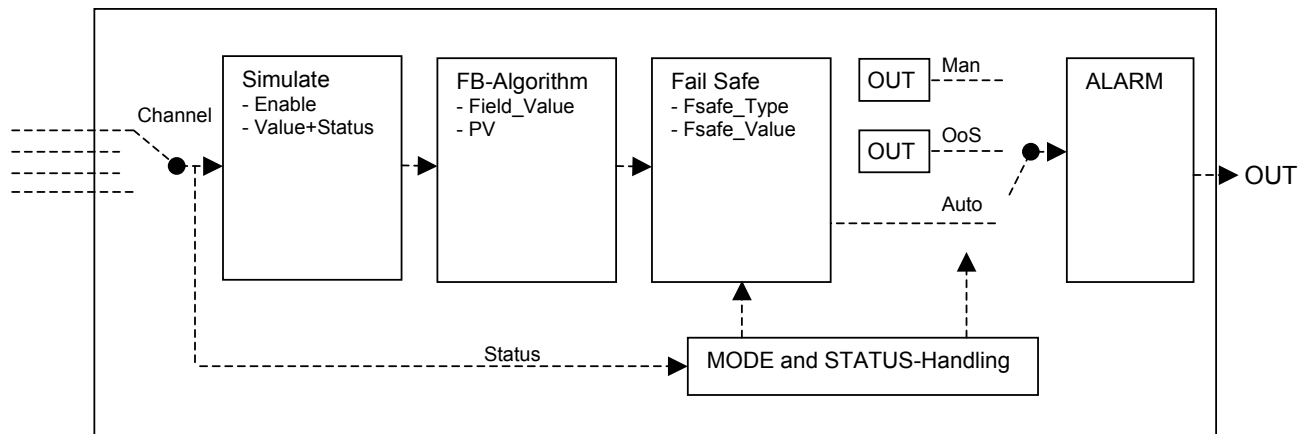 Channel
Simulate
- Enable
- Value+Status
FB-Algorithm
- Field_Value
- PV
Fail Safe
- Fsafe_Type
- Fsafe_Value
OUT
Man
OUT
OoS
Auto
ALARM
OUT
Status
MODE and STATUS-Handling